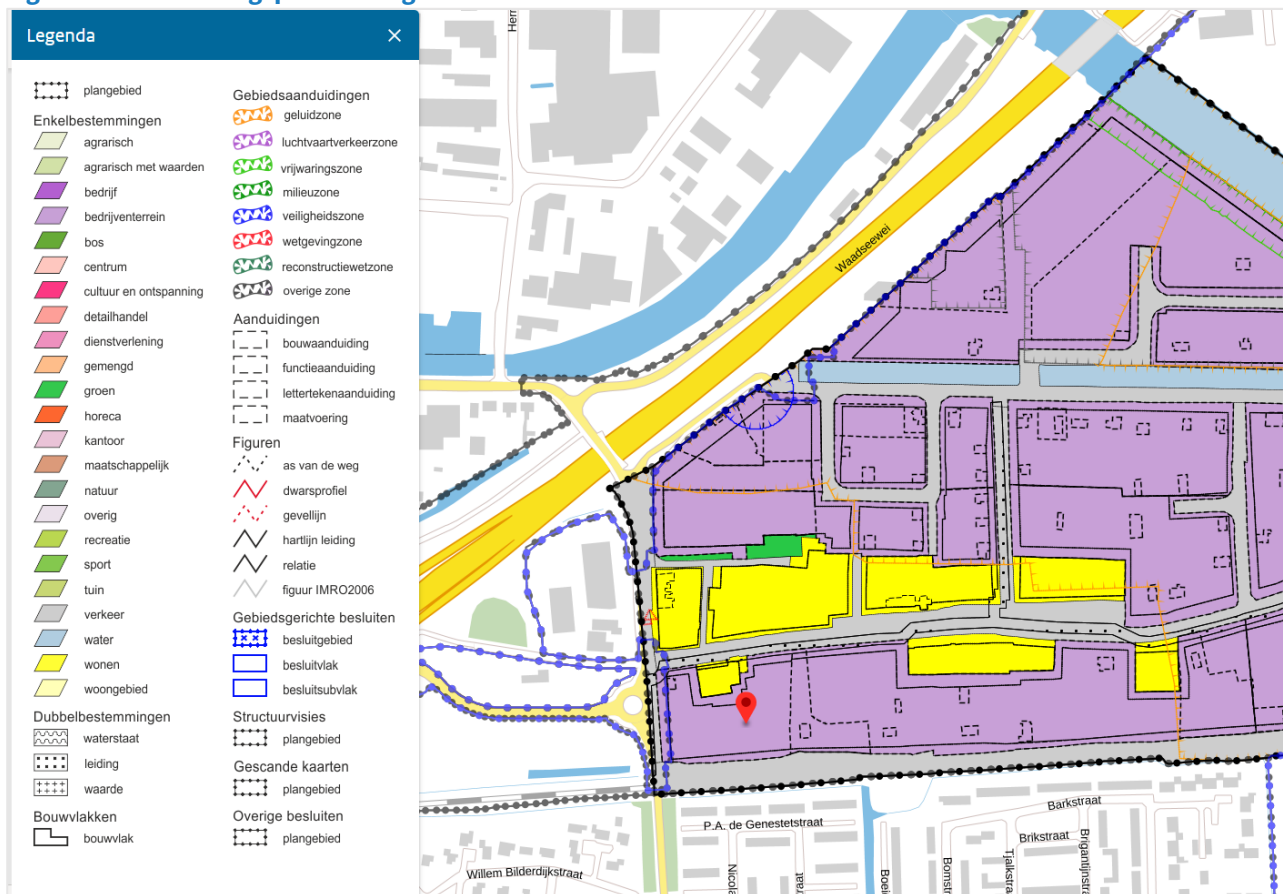 Legenda
plangebied
Enkelbestemmingen
agrarisch
agrarisch met waarden
bedrijf
bedrijventerrein
bos
centrum
cultuur en ontspanning
detailhandel
dienstverlening
gemengd
groen
horeca
kantoor
maatschappelijk
natuur
overig
recreatie
sport
tuin
verkeer
water
wonen
woongebied
Dubbelbestemmingen
waterstaat
leiding
waarde
Bouwvlakken
bouwvlak
Gebiedsaanduidingen
geluidzone
luchtvaartverkeerzone
vrijwaringszone
milieuzone
veiligheidszone
wetgevingzone
reconstructiewetzone
overige zone
Aanduidingen
bouwaanduiding
functieaanduiding
lettertekenaanduiding
maatvoering
Figuren
as van de weg
dwarsprofiel
gevellijn
hartlijn leiding
relatie
figuur IMRO2006
Gebiedsgerichte besluiten
besluitgebied
besluitvlak
besluitsubvlak
Structuurvisies
plangebied
Gescande kaarten
plangebied
Overige besluiten
plangebied
Waadseewei
P.A. de Genestetstraat
Willem Bilderdijkstraat
Barkstraat
Brikstraat